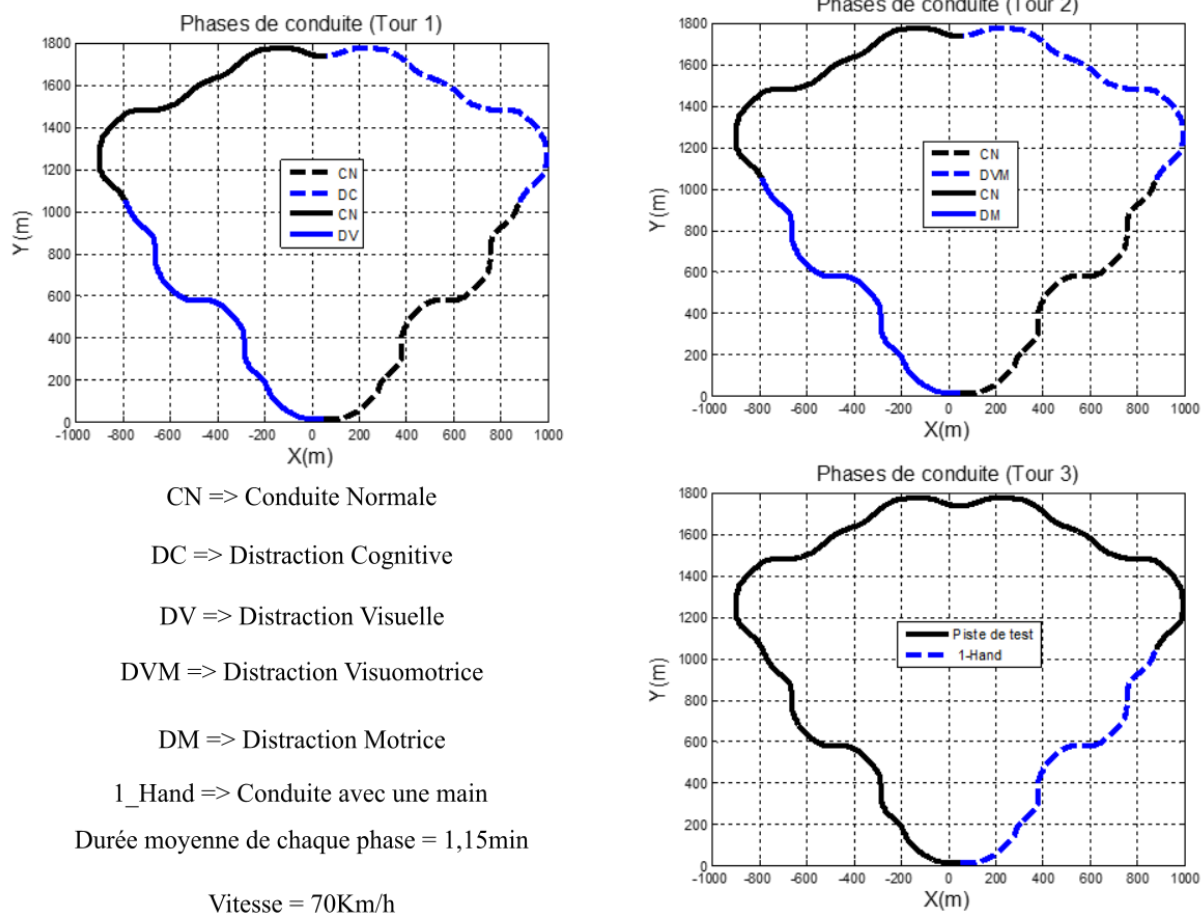 Phases de conduite (Tour 1)
1800
1600
1400
1200
1000
800
600
400
200
0
Y (m)
CN
DC
CN
DV
-1000 -800 -600 -400 -200 0 200 400 600 800 1000
X(m)
CN => Conduite Normale
DC => Distraction Cognitive
DV => Distraction Visuelle
DVM => Distraction Visuomotrice
DM => Distraction Motrice
1_Hand => Conduite avec une main
Durée moyenne de chaque phase = 1,15min
Vitesse = 70Km/h
Phases de conduite (Tour 2)
1800
1600
1400
1200
1000
800
600
400
200
0
Y (m)
CN
DVM
CN
DM
-1000 -800 -600 -400 -200 0 200 400 600 800 1000
X(m)
Phases de conduite (Tour 3)
1800
1600
1400
1200
1000
800
600
400
200
0
Y (m)
Piste de test
1-Hand
-1000 -800 -600 -400 -200 0 200 400 600 800 1000
X(m)